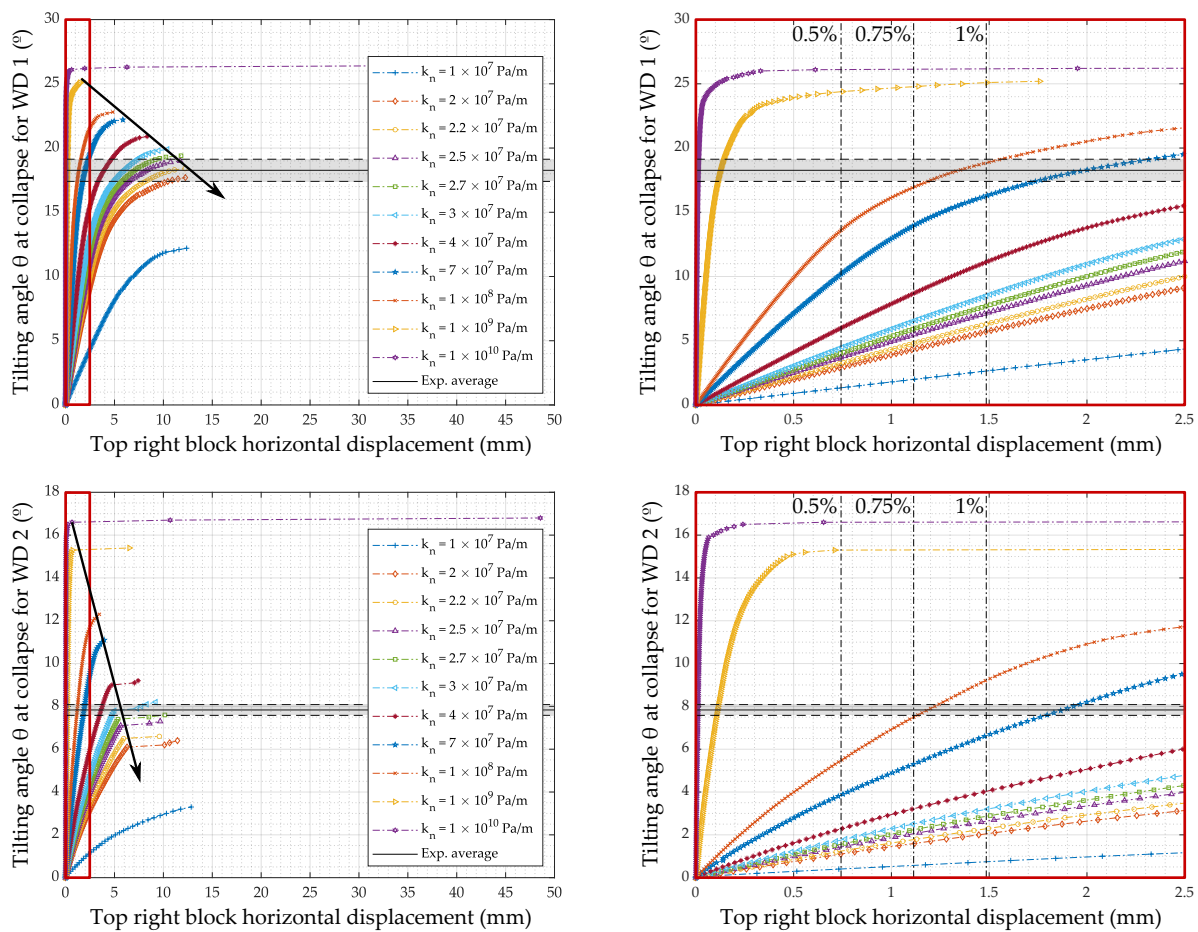 Tilting angle θ at collapse for WD 1 (º)
30
25
20
15
10
5
0
k_n = 1 × 10^7 Pa/m
k_n = 2 × 10^7 Pa/m
k_n = 2.2 × 10^7 Pa/m
k_n = 2.5 × 10^7 Pa/m
k_n = 2.7 × 10^7 Pa/m
k_n = 3 × 10^7 Pa/m
k_n = 4 × 10^7 Pa/m
k_n = 7 × 10^7 Pa/m
k_n = 1 × 10^8 Pa/m
k_n = 1 × 10^9 Pa/m
k_n = 1 × 10^10 Pa/m
Exp. average
0 5 10 15 20 25 30 35 40 45 50
Top right block horizontal displacement (mm)
Tilting angle θ at collapse for WD 1 (º)
0.5% 0.75% 1%
30
25
20
15
10
5
0
0 0.5 1 1.5 2 2.5
Top right block horizontal displacement (mm)
Tilting angle θ at collapse for WD 2 (º)
18
16
14
12
10
8
6
4
2
0
k_n = 1 × 10^7 Pa/m
k_n = 2 × 10^7 Pa/m
k_n = 2.2 × 10^7 Pa/m
k_n = 2.5 × 10^7 Pa/m
k_n = 2.7 × 10^7 Pa/m
k_n = 3 × 10^7 Pa/m
k_n = 4 × 10^7 Pa/m
k_n = 7 × 10^7 Pa/m
k_n = 1 × 10^8 Pa/m
k_n = 1 × 10^9 Pa/m
k_n = 1 × 10^10 Pa/m
Exp. average
0 5 10 15 20 25 30 35 40 45 50
Top right block horizontal displacement (mm)
Tilting angle θ at collapse for WD 2 (º)
0.5% 0.75% 1%
18
16
14
12
10
8
6
4
2
0
0 0.5 1 1.5 2 2.5
Top right block horizontal displacement (mm)